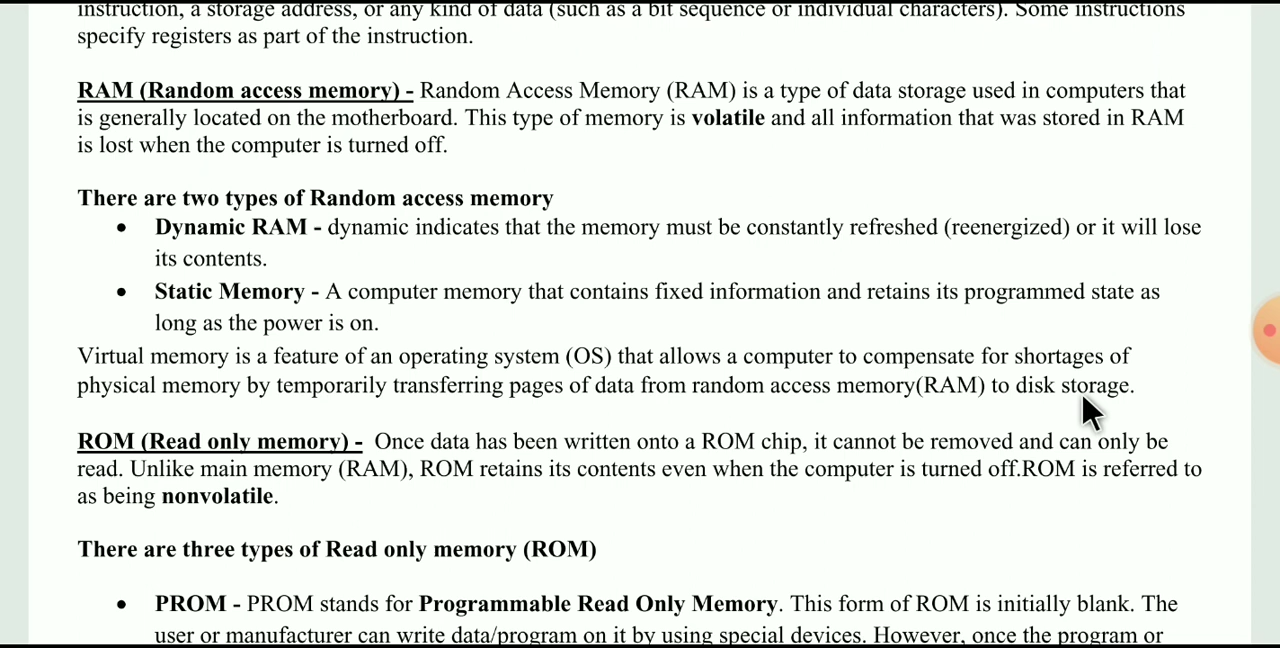 instruction, a storage address, or any kind of data (such as a bit sequence or individual characters). Some instructions
specify registers as part of the instruction.
RAM (Random access memory) - Random Access Memory (RAM) is a type of data storage used in computers that
is generally located on the motherboard. This type of memory is volatile and all information that was stored in RAM
is lost when the computer is turned off.
There are two types of Random access memory
• Dynamic RAM - dynamic indicates that the memory must be constantly refreshed (reenergized) or it will lose
its contents.
• Static Memory - A computer memory that contains fixed information and retains its programmed state as
long as the power is on.
Virtual memory is a feature of an operating system (OS) that allows a computer to compensate for shortages of
physical memory by temporarily transferring pages of data from random access memory(RAM) to disk storage.
ROM (Read only memory) - Once data has been written onto a ROM chip, it cannot be removed and can only be
read. Unlike main memory (RAM), ROM retains its contents even when the computer is turned off.ROM is referred to
as being nonvolatile.
There are three types of Read only memory (ROM)
• PROM - PROM stands for Programmable Read Only Memory. This form of ROM is initially blank. The
user or manufacturer can write data/program on it by using special devices. However, once the program or